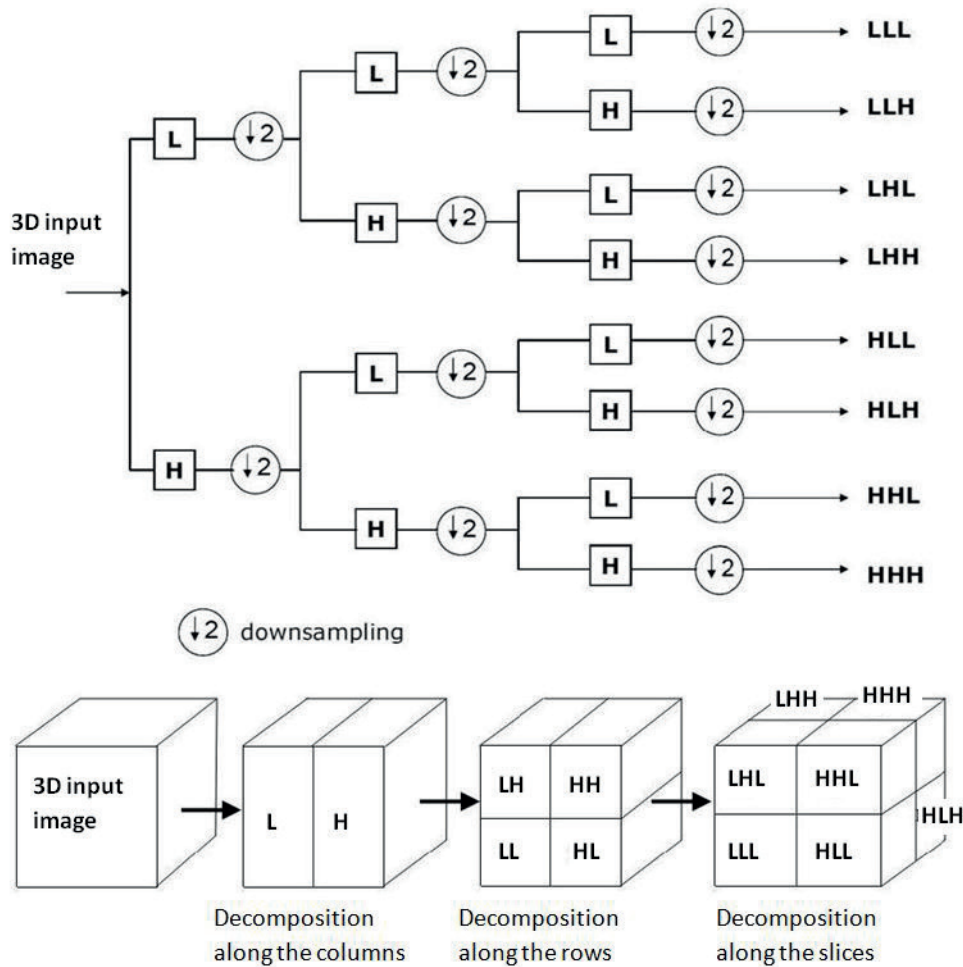 L ↓2 LLL
L ↓2
H ↓2 LLH
L ↓2
L ↓2 LHL
3D input
image
H ↓2
H ↓2 LHH
L ↓2 HLL
L ↓2
H ↓2 HLH
H ↓2
L ↓2 HHL
H ↓2
H ↓2 HHH
↓2 downsampling
3D input
image
L H
LH HH
LL HL
LHH HHH
LHL HHL
HLH
LLL HLL
Decomposition
along the columns
Decomposition
along the rows
Decomposition
along the slices